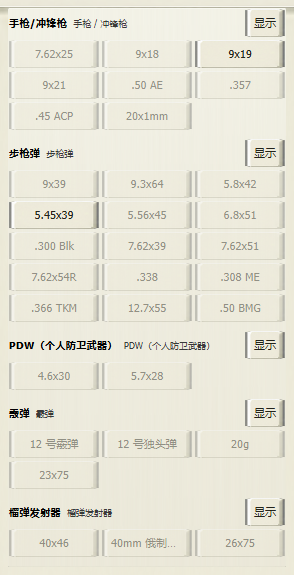 手枪/冲锋枪 手枪 / 冲锋枪 显示
7.62x25 9x18 9x19
9x21 .50 AE .357
.45 ACP 20x1mm
步枪弹 步枪弹 显示
9x39 9.3x64 5.8x42
5.45x39 5.56x45 6.8x51
.300 Blk 7.62x39 7.62x51
7.62x54R .338 .308 ME
.366 TKM 12.7x55 .50 BMG
PDW（个人防卫武器） PDW（个人防卫武器） 显示
4.6x30 5.7x28
霰弹 霰弹 显示
12 号霰弹 12 号独头弹 20g
23x75
榴弹发射器 榴弹发射器 显示
40x46 40mm 俄制... 26x75